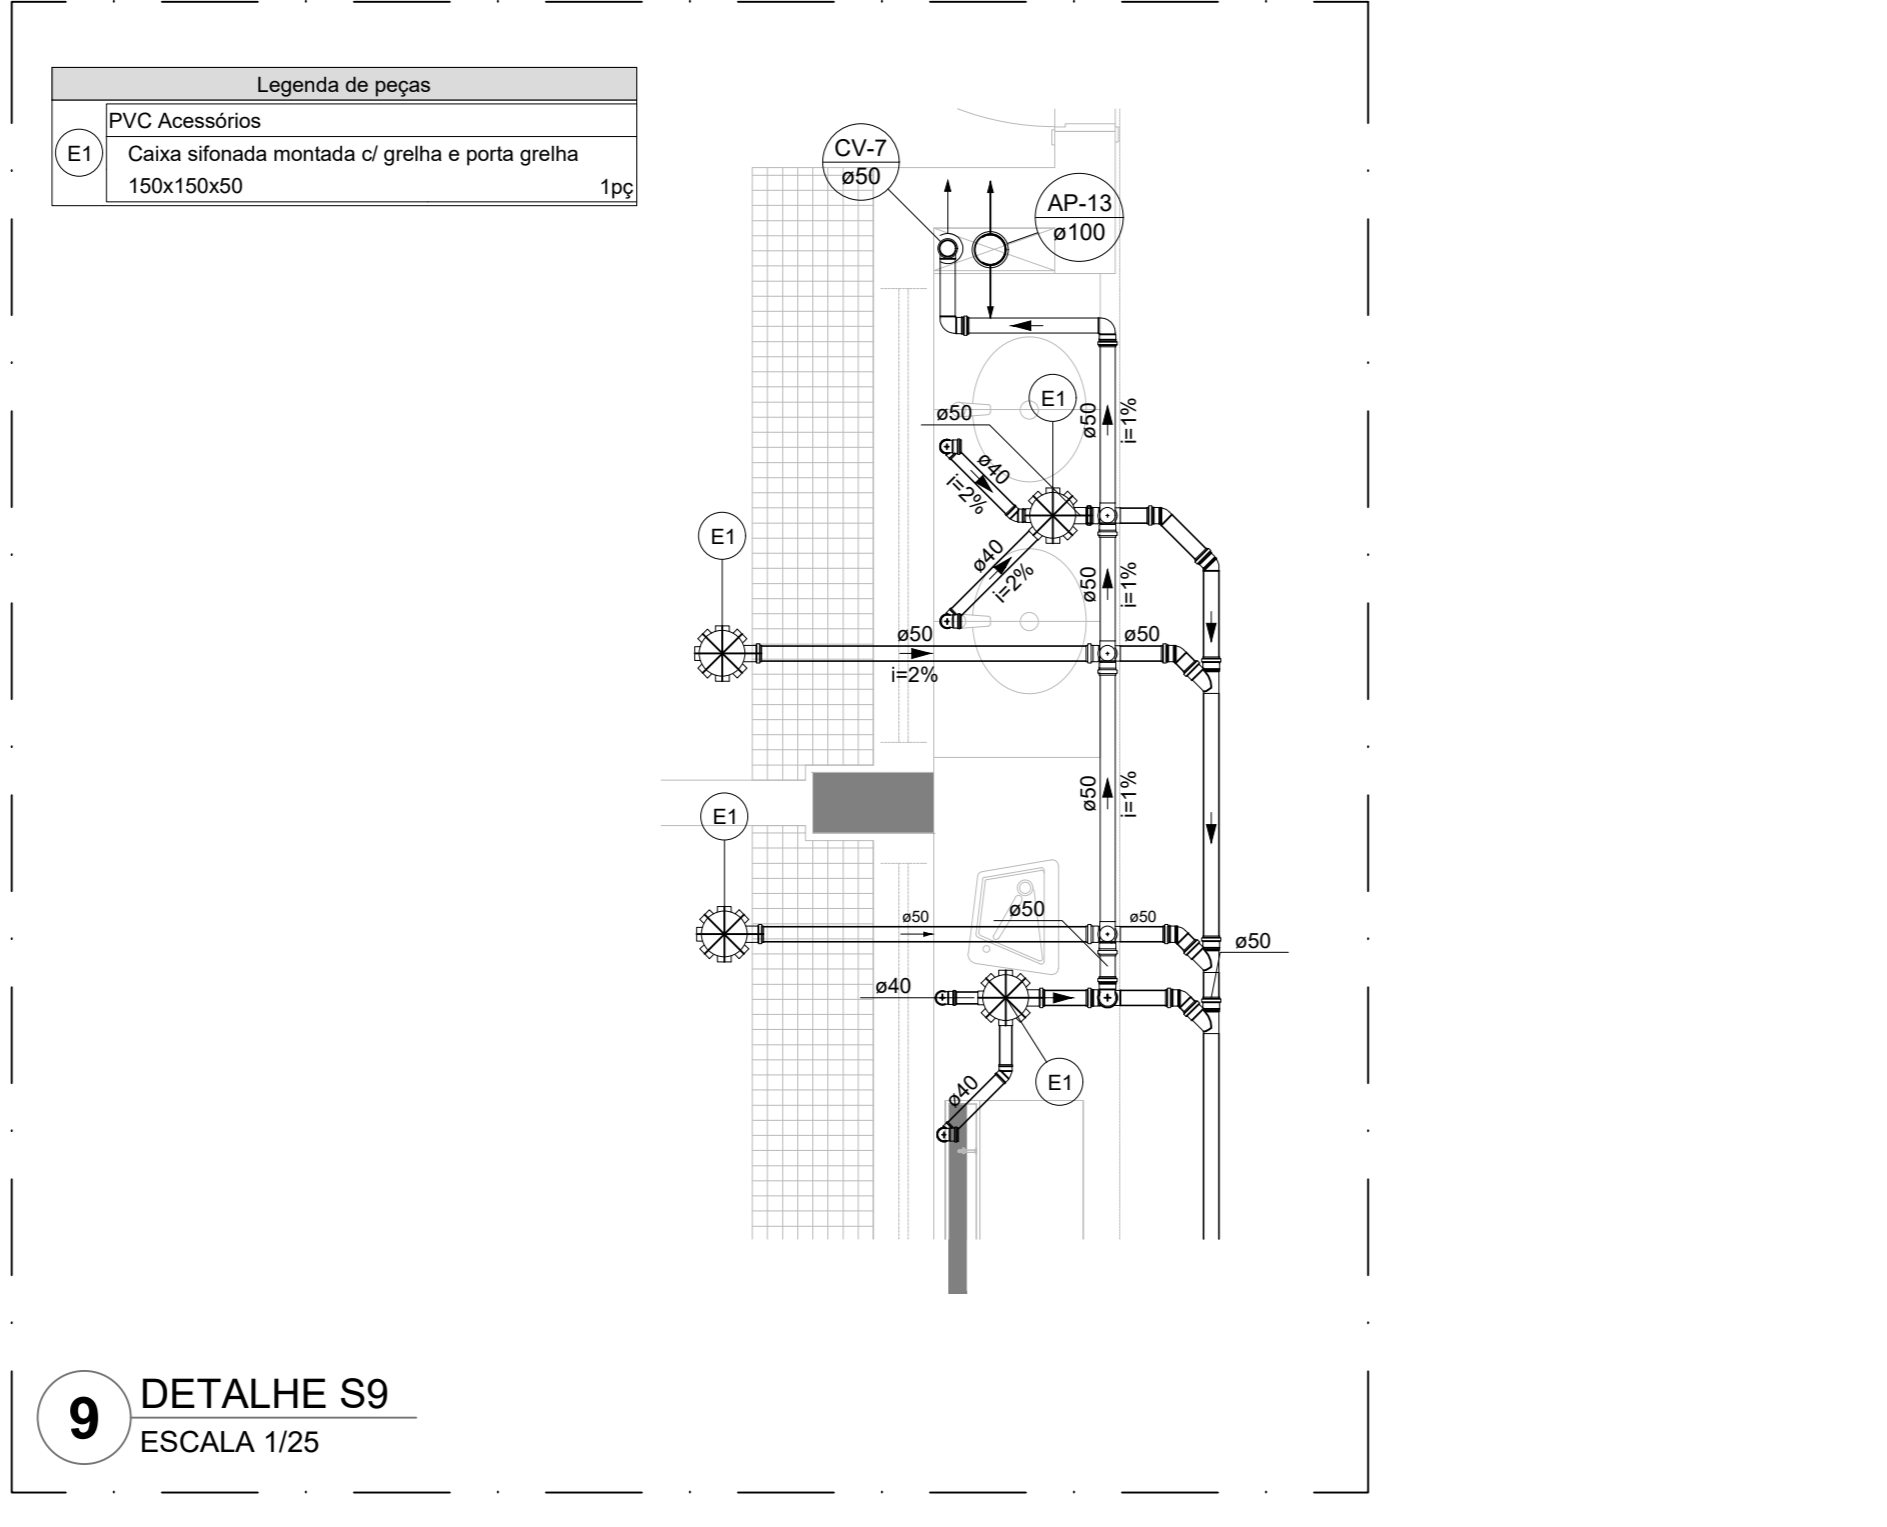 Legenda de peças
PVC Acessórios
E1
Caixa sifonada montada c/ grelha e porta grelha
150x150x50
1pç
CV-7
ø50
AP-13
ø100
E1
ø50
ø50
i=1%
ø40
i=2%
E1
ø40
i=2%
ø50
i=1%
ø50
i=2%
ø50
ø50
i=1%
E1
ø50
ø50
ø50
ø50
ø40
E1
ø40
9
DETALHE S9
ESCALA 1/25